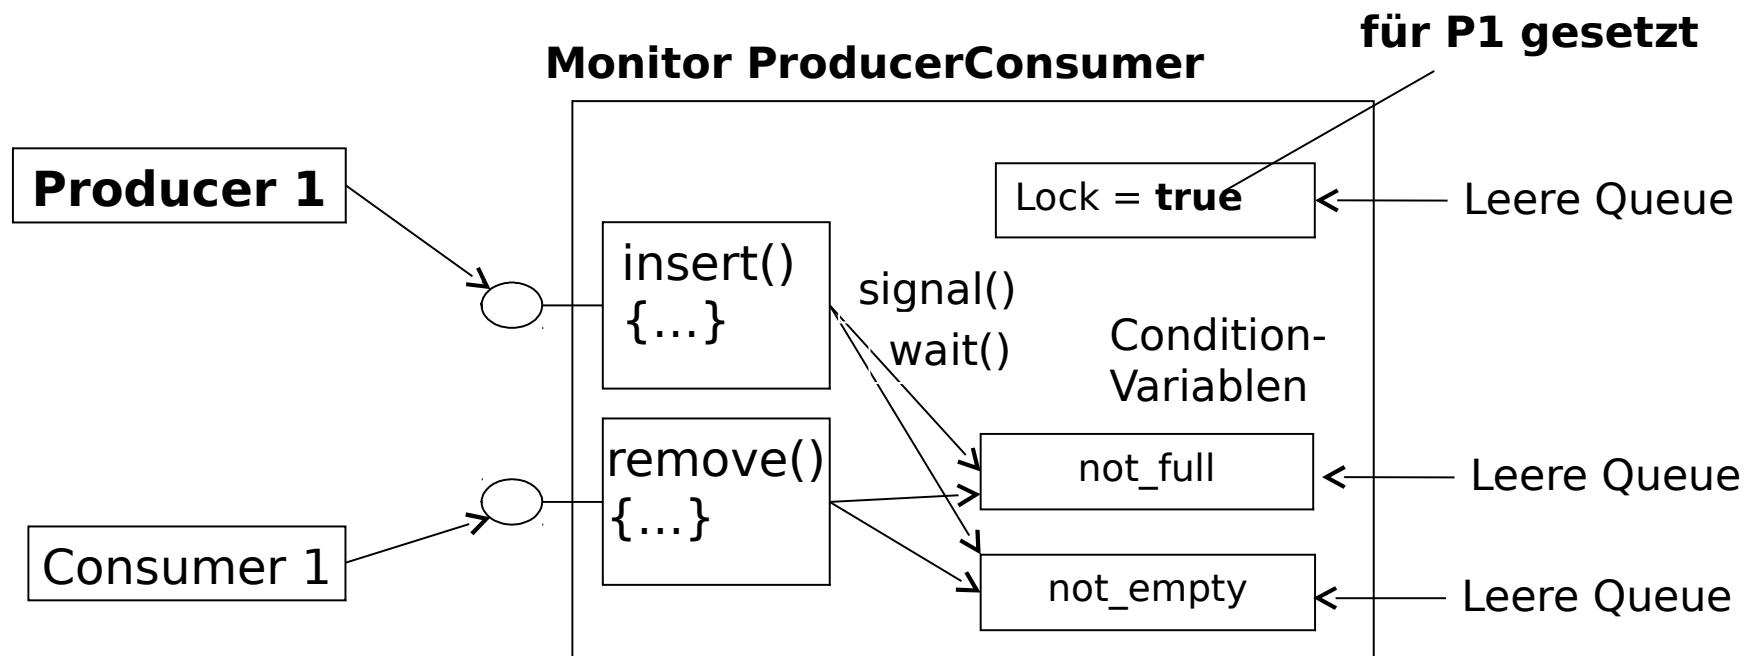 für P1 gesetzt
Monitor ProducerConsumer
Producer 1
Lock = true
Leere Queue
insert()
{...}
signal()
wait()
Condition-
Variablen
remove()
{...}
not_full
Leere Queue
Consumer 1
not_empty
Leere Queue